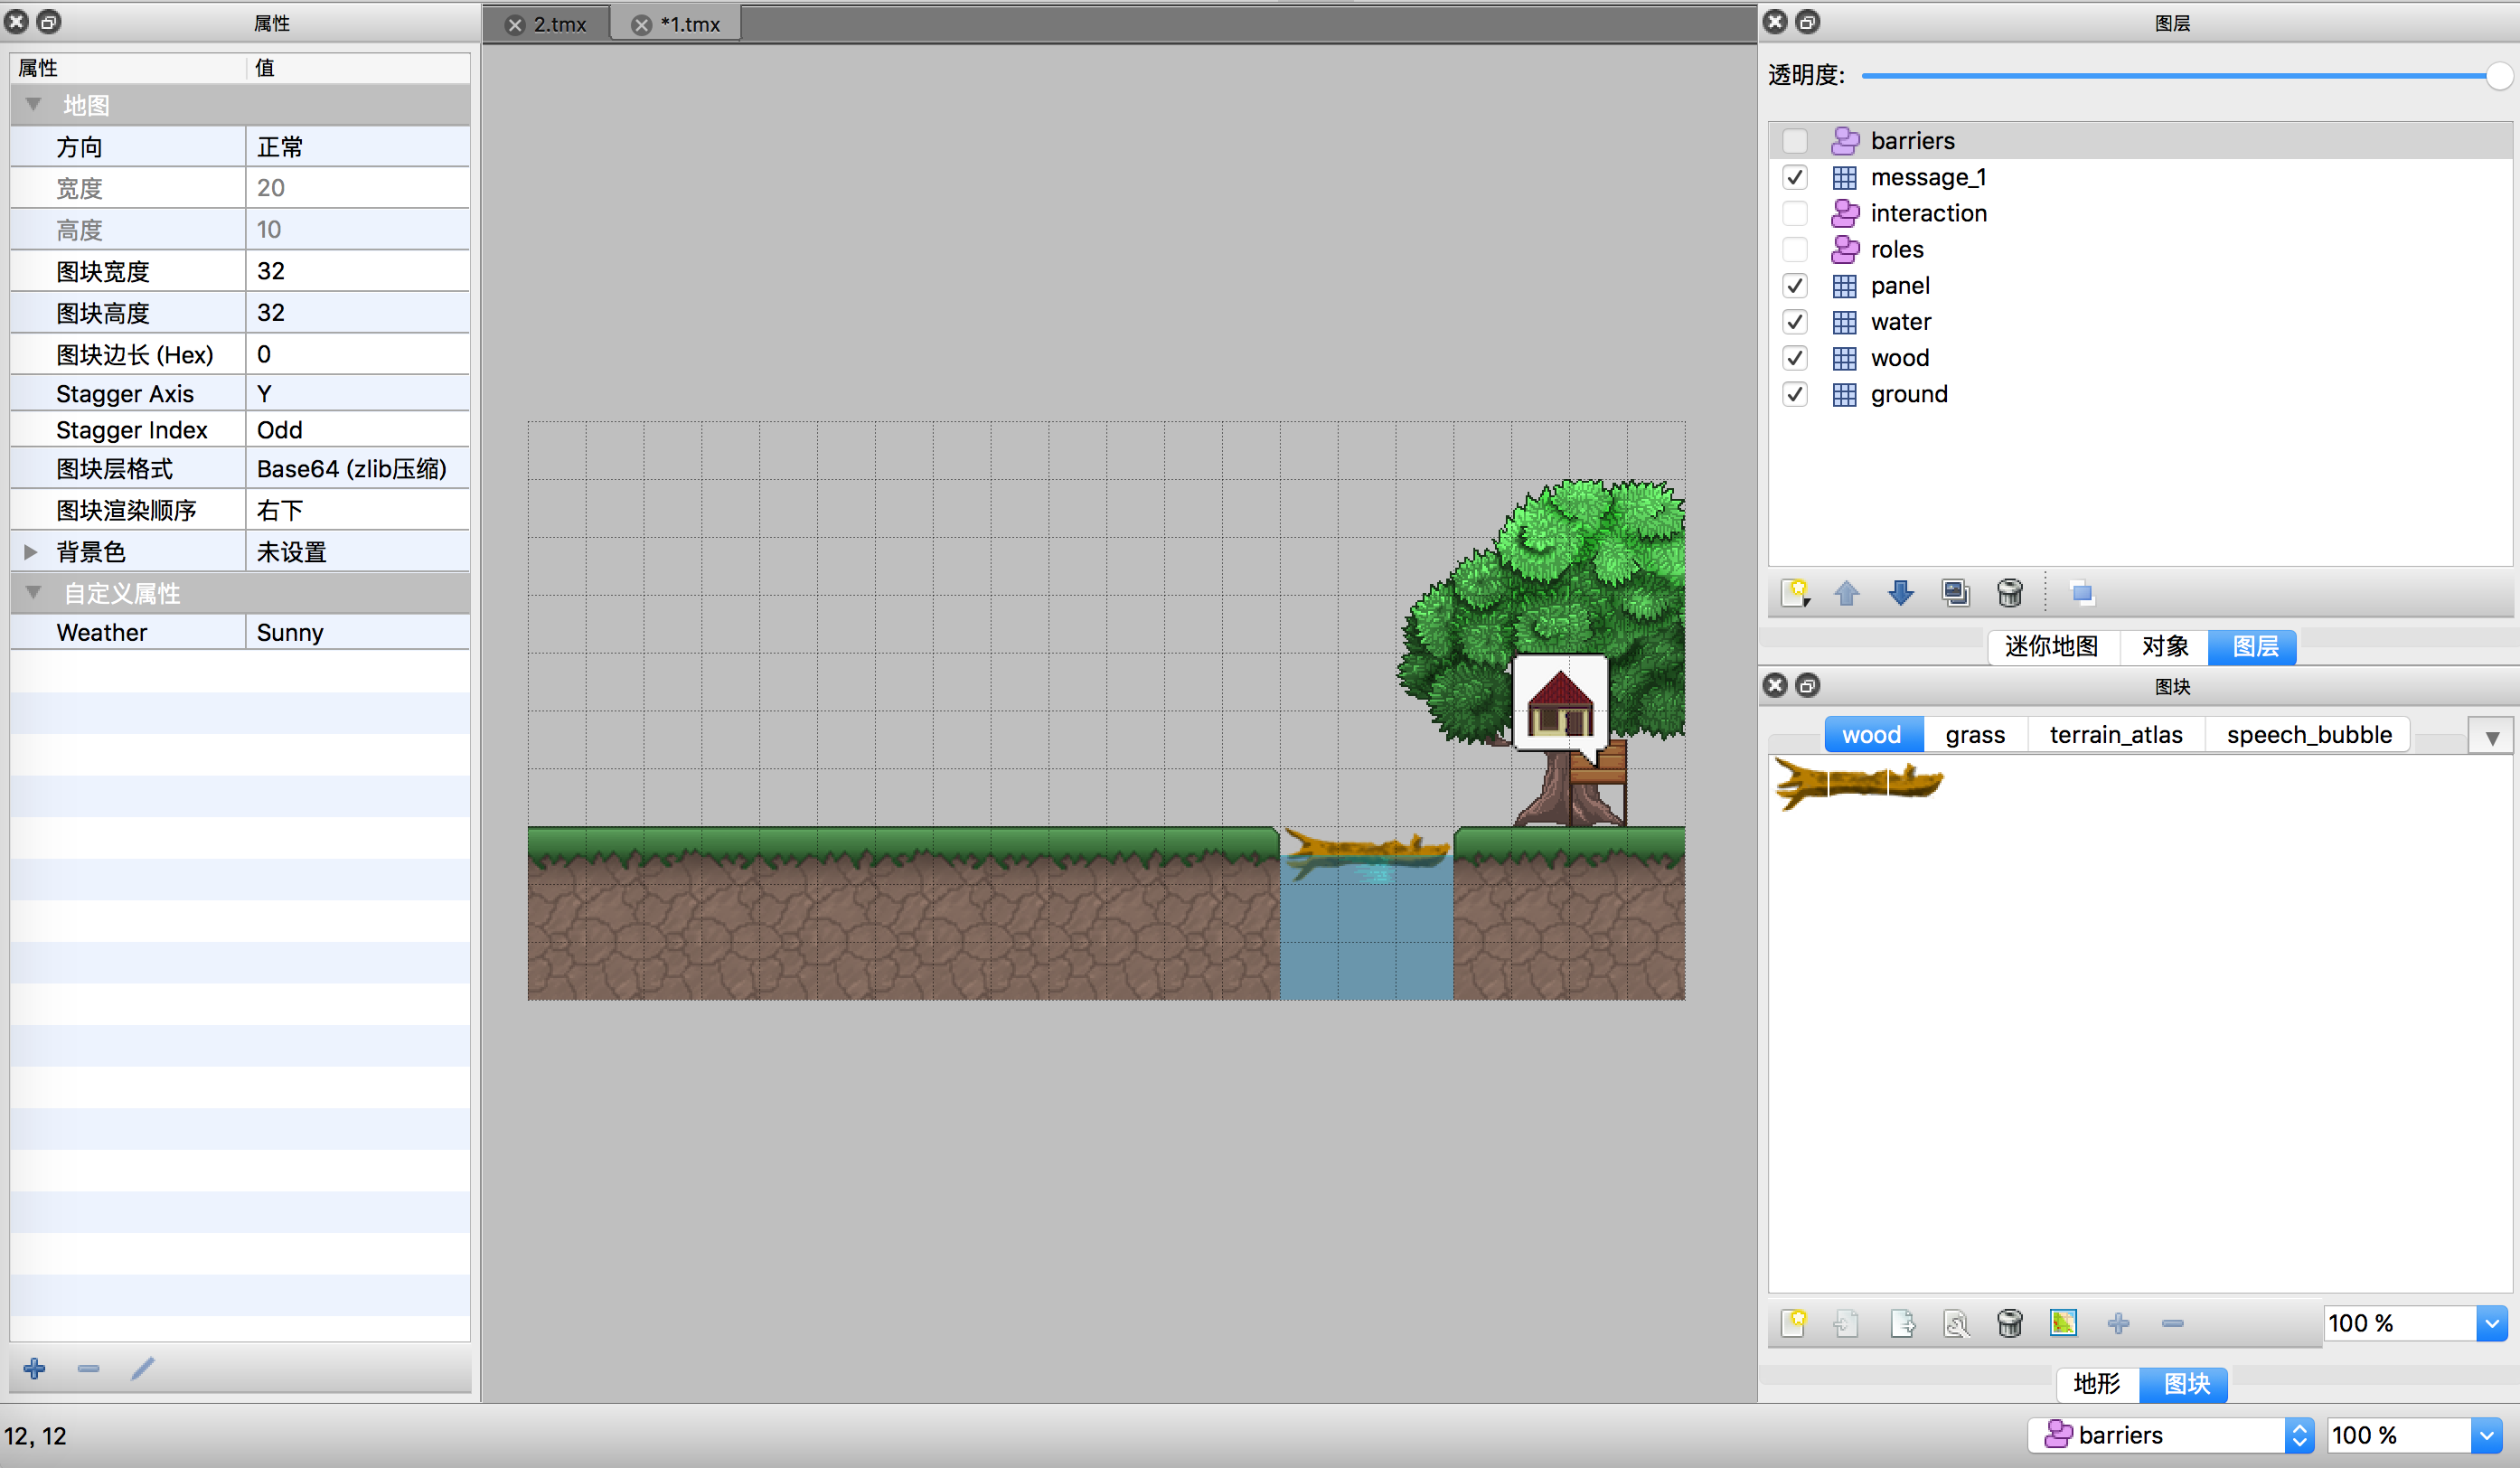 属性
属性 值
地图
方向 正常
宽度 20
高度 10
图块宽度 32
图块高度 32
图块边长 (Hex) 0
Stagger Axis Y
Stagger Index Odd
图块层格式 Base64 (zlib压缩)
图块渲染顺序 右下
背景色 未设置
自定义属性
Weather Sunny
2.tmx *1.tmx
图层
透明度:
barriers
message_1
interaction
roles
panel
water
wood
ground
迷你地图 对象 图层
图块
wood grass terrain_atlas speech_bubble
100 %
地形 图块
12, 12
barriers 100 %